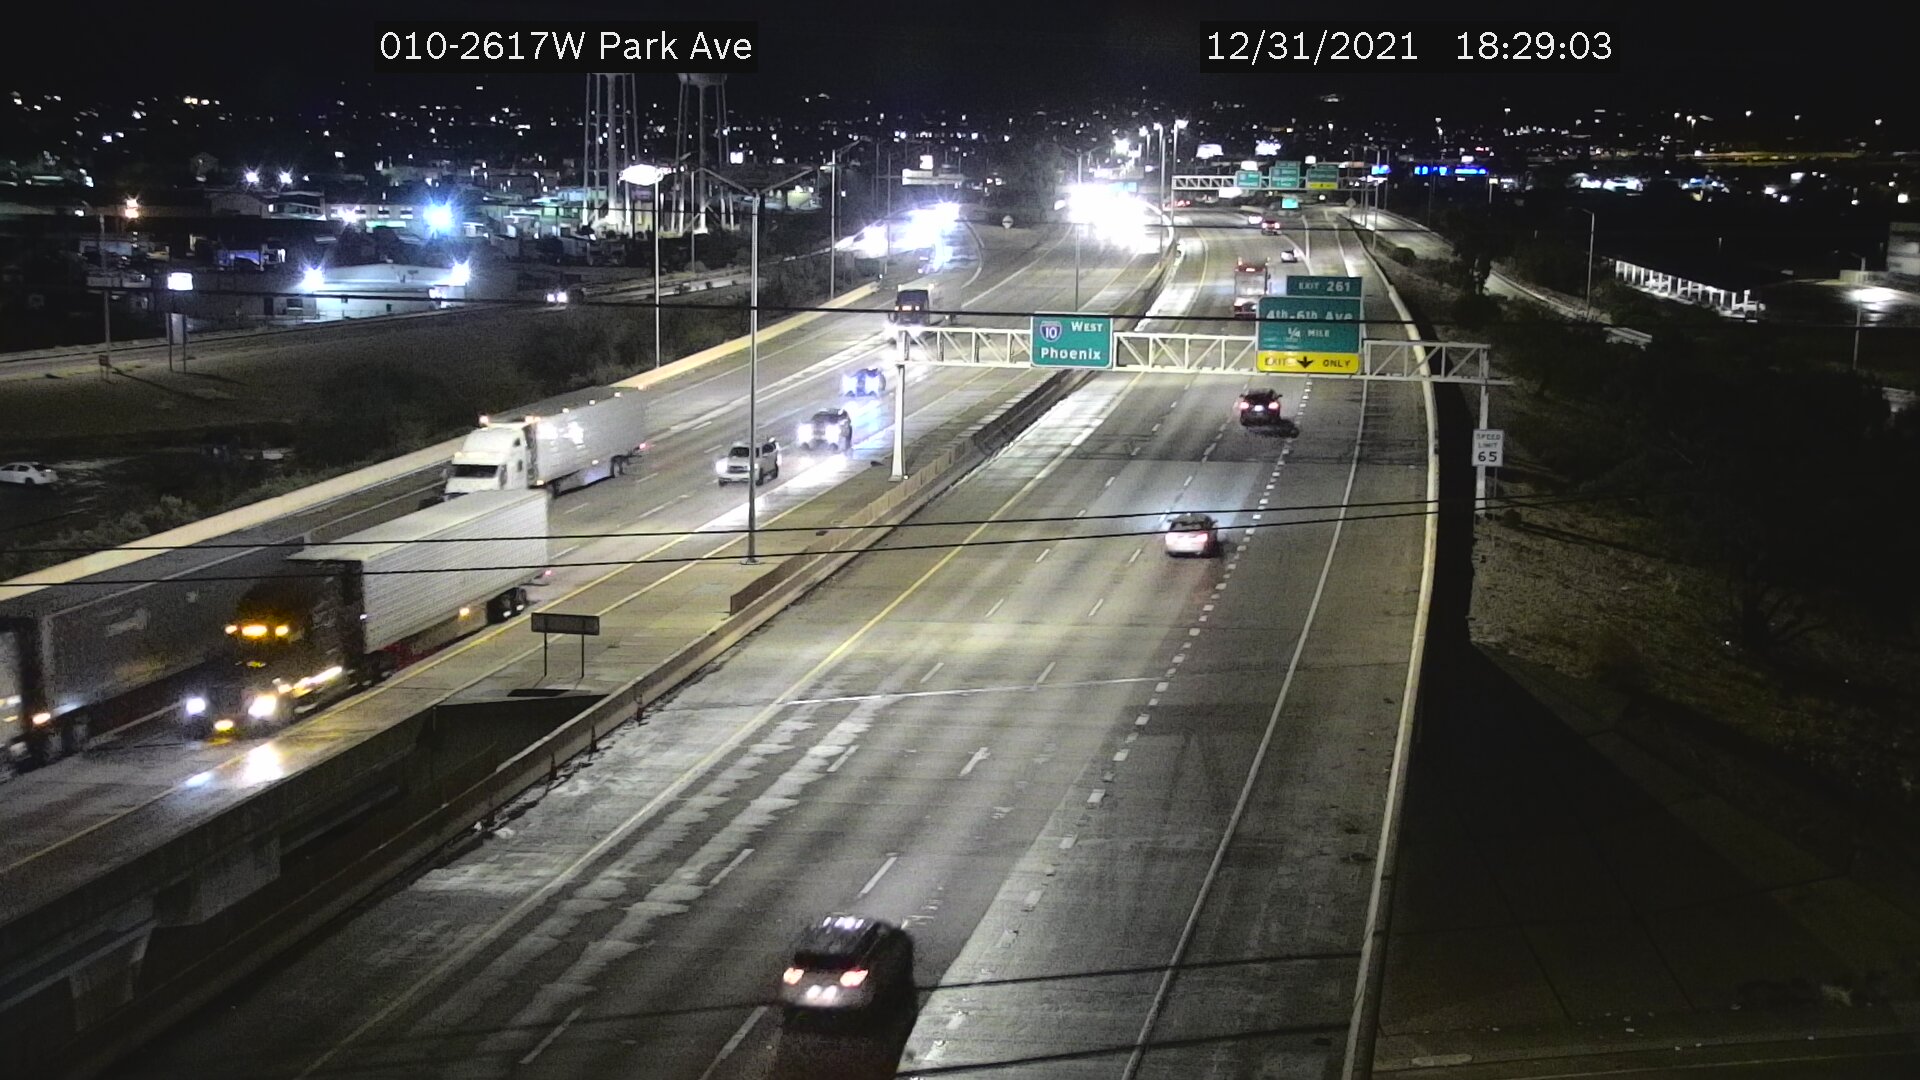 010-2617W Park Ave
12/31/2021 18:29:03
EXIT 261
4th-6th Ave
1/4 MILE
EXIT ONLY
10 WEST
Phoenix
SPEED
LIMIT
65